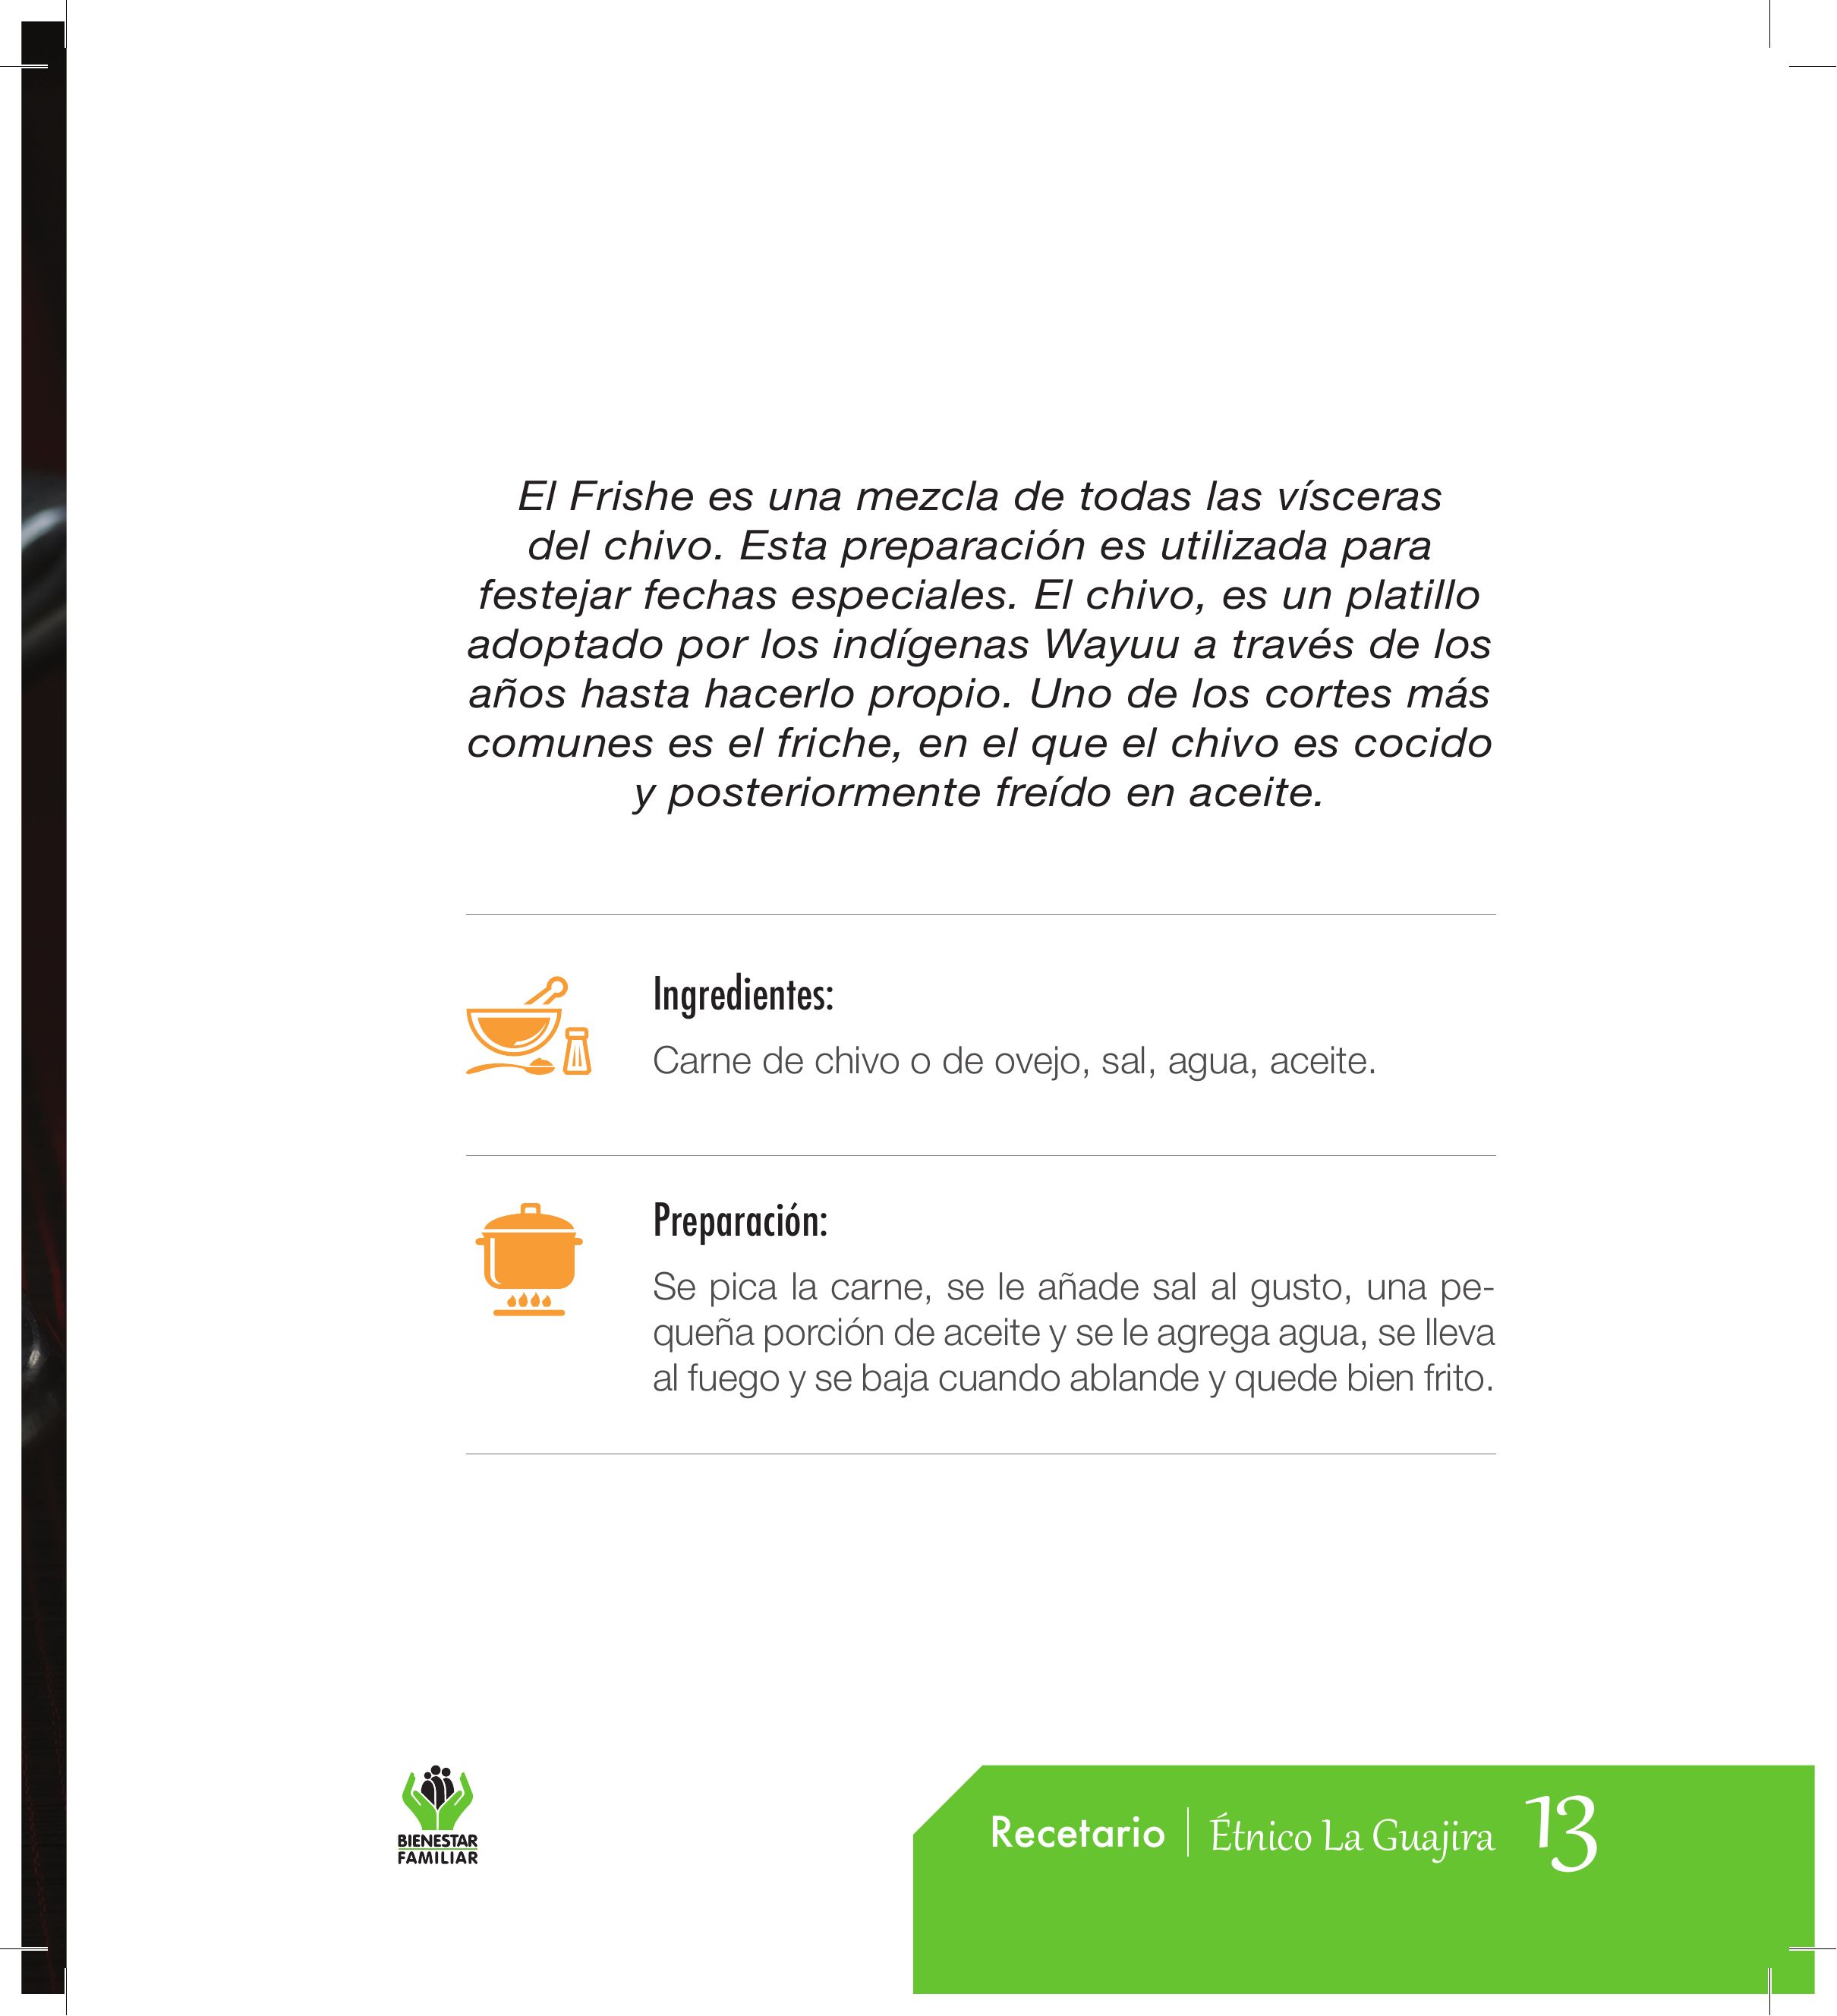 El Frishe es una mezcla de todas las vísceras
del chivo. Esta preparación es utilizada para
festejar fechas especiales. El chivo, es un platillo
adoptado por los indígenas Wayuu a través de los
años hasta hacerlo propio. Uno de los cortes más
comunes es el friche, en el que el chivo es cocido
y posteriormente freído en aceite.
Ingredientes:
Carne de chivo o de ovejo, sal, agua, aceite.
Preparación:
Se pica la carne, se le añade sal al gusto, una pe-
queña porción de aceite y se le agrega agua, se lleva
al fuego y se baja cuando ablande y quede bien frito.
BIENESTAR
FAMILIAR
Recetario | Étnico La Guajira 13